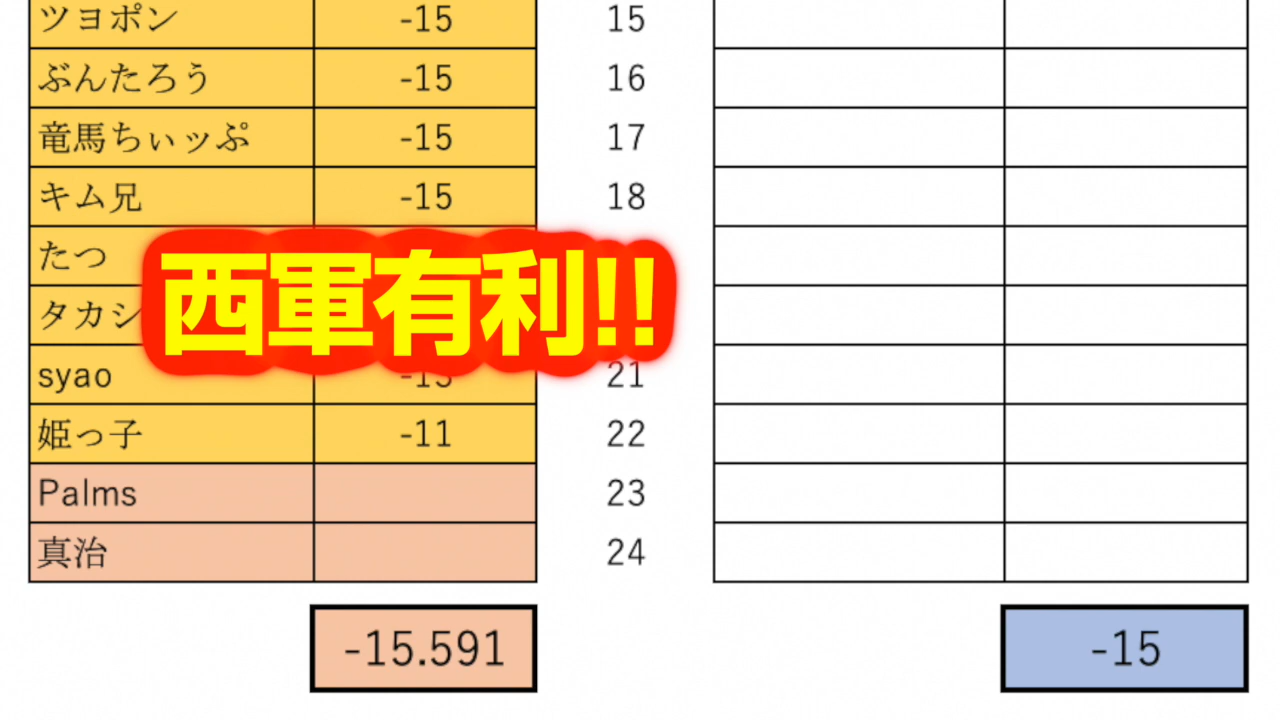 ツヨポン -15 15
ぶんたろう -15 16
竜馬ちぃップ -15 17
キム兄 -15 18
たつ
タカシ
西軍有利!!
syao -15 21
姫っ子 -11 22
Palms 23
真治 24
-15.591 -15